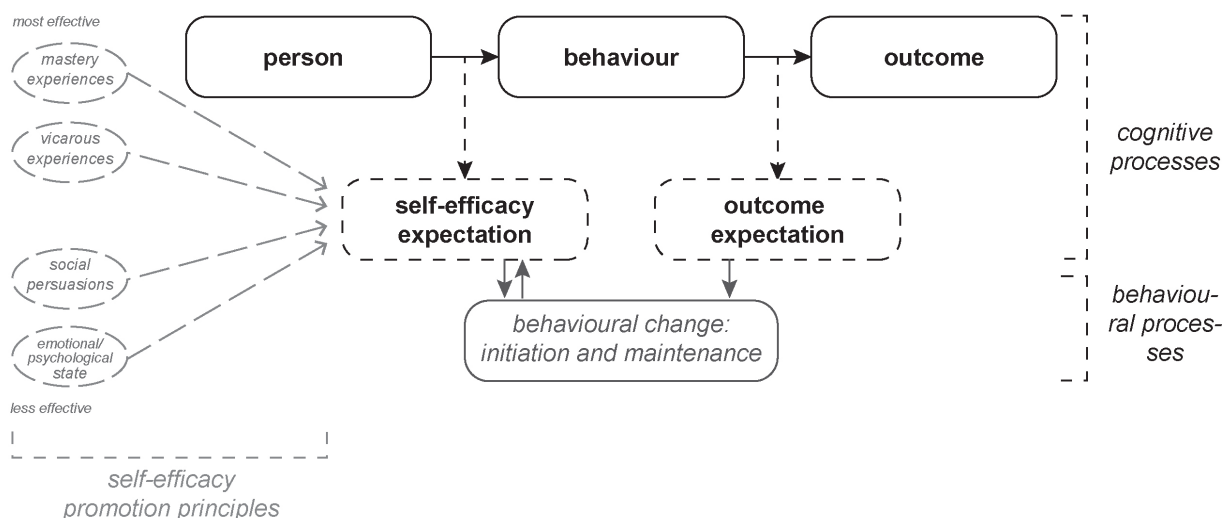 most effective
mastery
experiences
vicarous
experiences
social
persuasions
emotional/
psychological
state
less effective
self-efficacy
promotion principles
person
behaviour
outcome
self-efficacy
expectation
outcome
expectation
behavioural change:
initiation and maintenance
cognitive
processes
behaviou-
ral proces-
ses